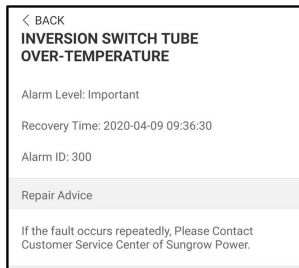 < BACK
INVERSION SWITCH TUBE
OVER-TEMPERATURE
Alarm Level: Important
Recovery Time: 2020-04-09 09:36:30
Alarm ID: 300
Repair Advice
If the fault occurs repeatedly, Please Contact
Customer Service Center of Sungrow Power.